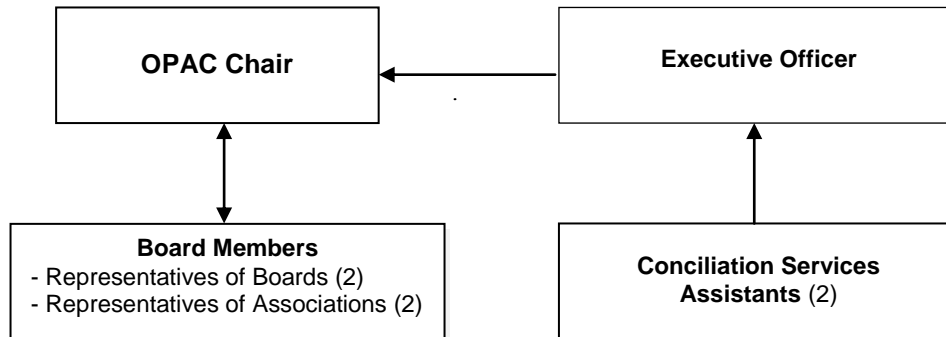 OPAC Chair
Executive Officer
.
Board Members
- Representatives of Boards (2)
- Representatives of Associations (2)
Conciliation Services
Assistants (2)